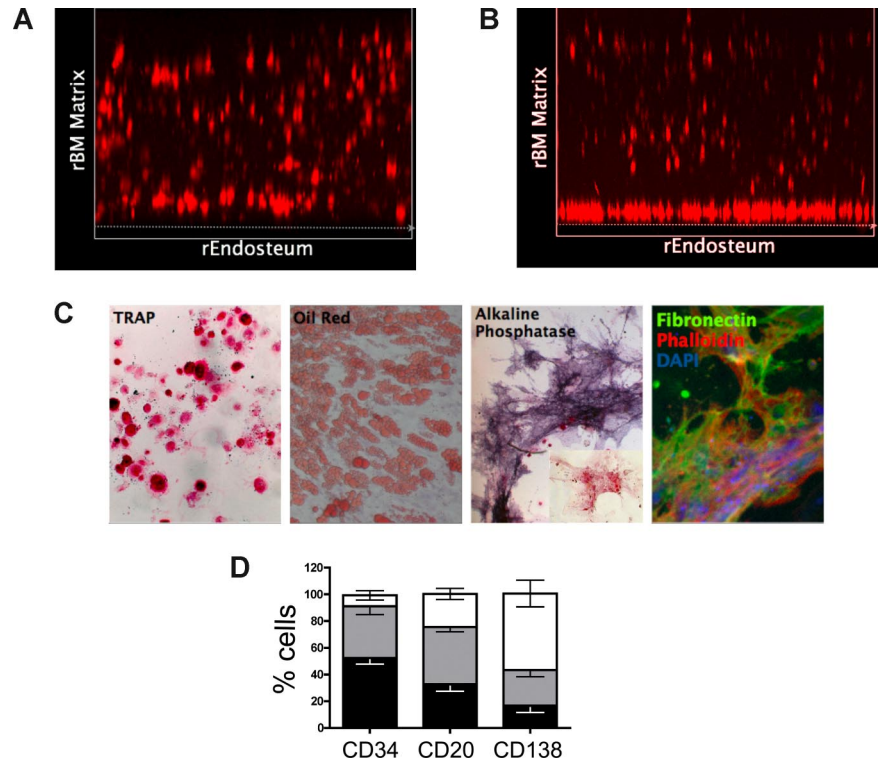 A
rBM Matrix
rEndosteum
B
rBM Matrix
rEndosteum
C
TRAP
Oil Red
Alkaline
Phosphatase
Fibronectin
Phalloidin
DAPI
D
% cells
120
100
80
60
40
20
0
CD34
CD20
CD138